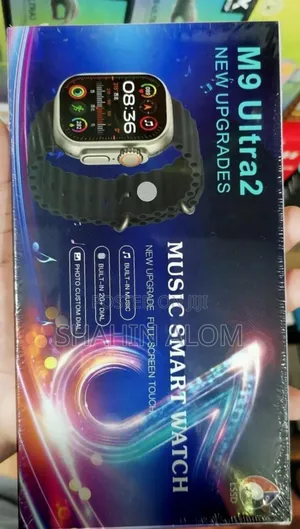 M9 Ultra2
NEW UPGRADES
08:36
MUSIC SMART WATCH
NEW UPGRADE FULL SCREEN TOUCH
BUILT-IN MUSIC
BUILT-IN 20+ DIAL
PHOTO CUSTOM DIAL
SHAHIN ALOM